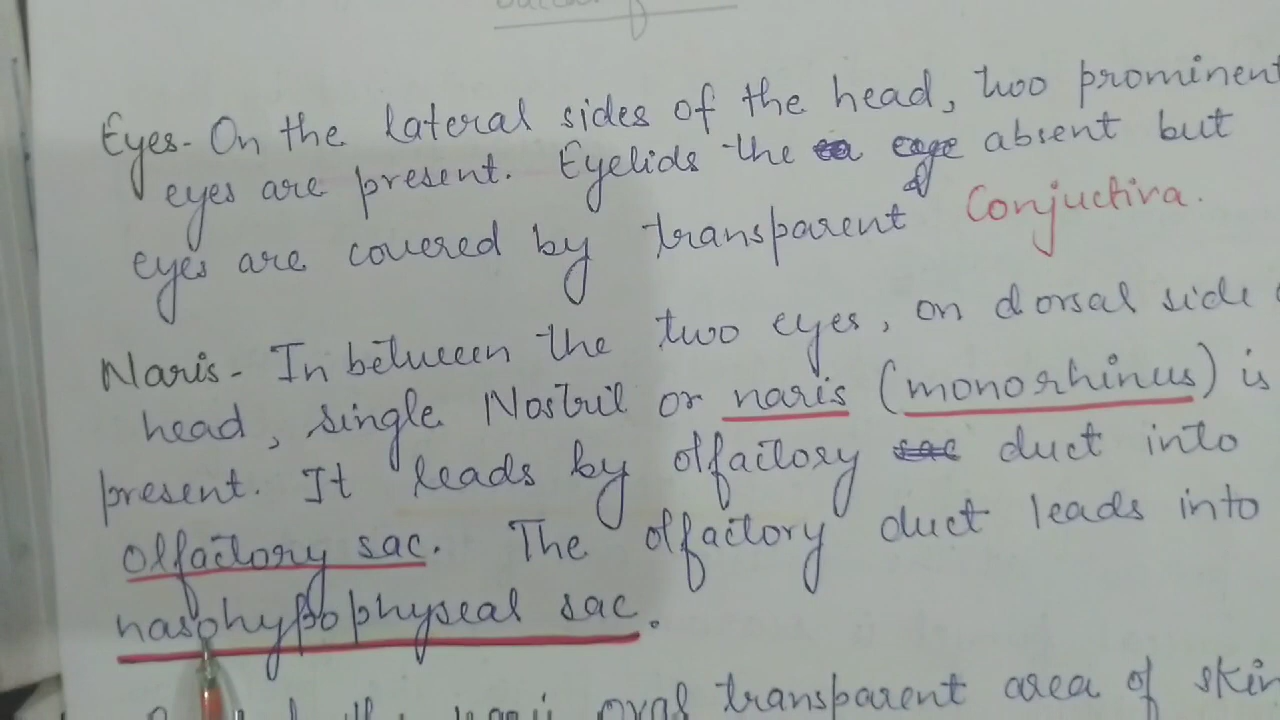 Eyes- On the lateral sides of the head, two prominent
eyes are present. Eyelids the absent but
eyes are covered by transparent Conjuctiva.
Naris- In between the two eyes, on dorsal side
head, single Nostril or naris (monorhinus) is
present. It leads by olfactory sac duct into
olfactory sac. The olfactory duct leads into
nasohypophyseal sac.
oval transparent area of skin